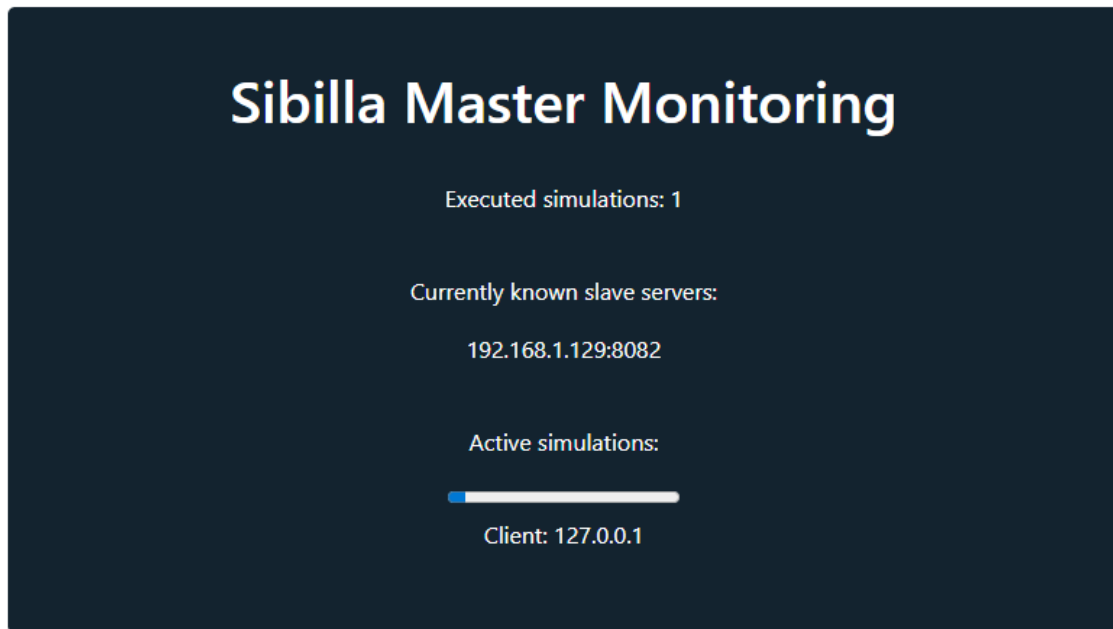 Sibilla Master Monitoring
Executed simulations: 1
Currently known slave servers:
192.168.1.129:8082
Active simulations:
Client: 127.0.0.1